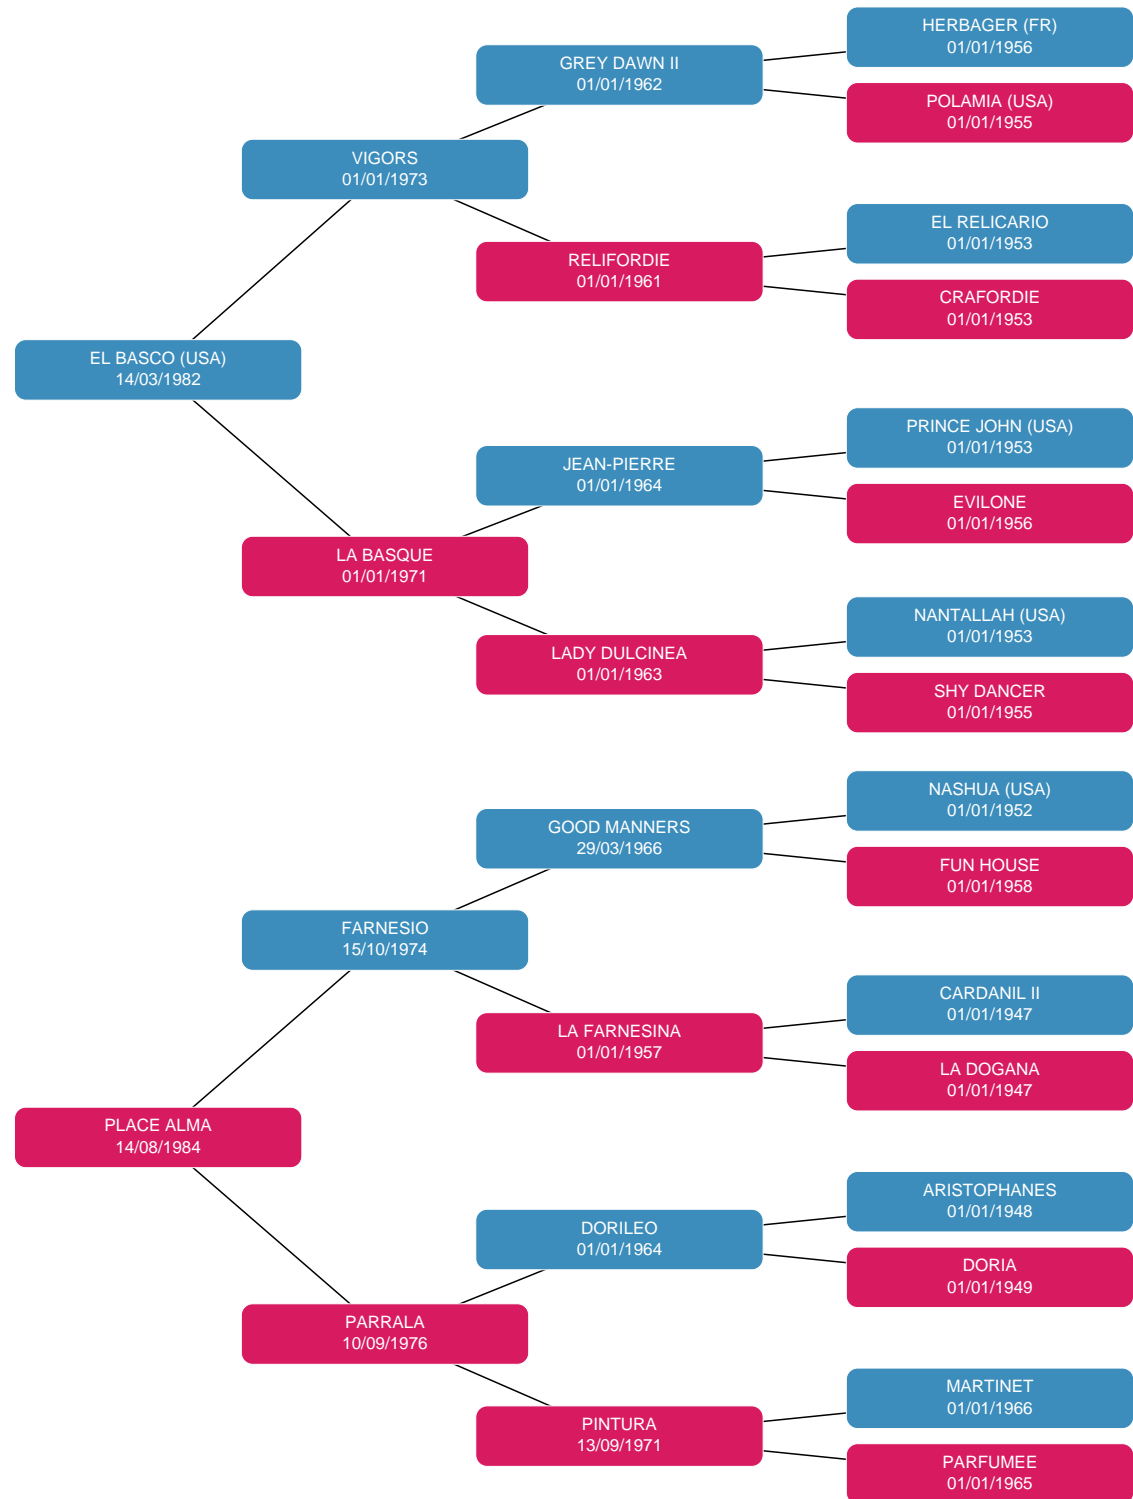 HERBAGER (FR)
01/01/1956
GREY DAWN II
01/01/1962
POLAMIA (USA)
01/01/1955
VIGORS
01/01/1973
EL RELICARIO
01/01/1953
RELIFORDIE
01/01/1961
CRAFORDIE
01/01/1953
EL BASCO (USA)
14/03/1982
PRINCE JOHN (USA)
01/01/1953
JEAN-PIERRE
01/01/1964
EVILONE
01/01/1956
LA BASQUE
01/01/1971
NANTALLAH (USA)
01/01/1953
LADY DULCINEA
01/01/1963
SHY DANCER
01/01/1955
NASHUA (USA)
01/01/1952
GOOD MANNERS
29/03/1966
FUN HOUSE
01/01/1958
FARNESIO
15/10/1974
CARDANIL II
01/01/1947
LA FARNESINA
01/01/1957
LA DOGANA
01/01/1947
PLACE ALMA
14/08/1984
ARISTOPHANES
01/01/1948
DORILEO
01/01/1964
DORIA
01/01/1949
PARRALA
10/09/1976
MARTINET
01/01/1966
PINTURA
13/09/1971
PARFUMEE
01/01/1965